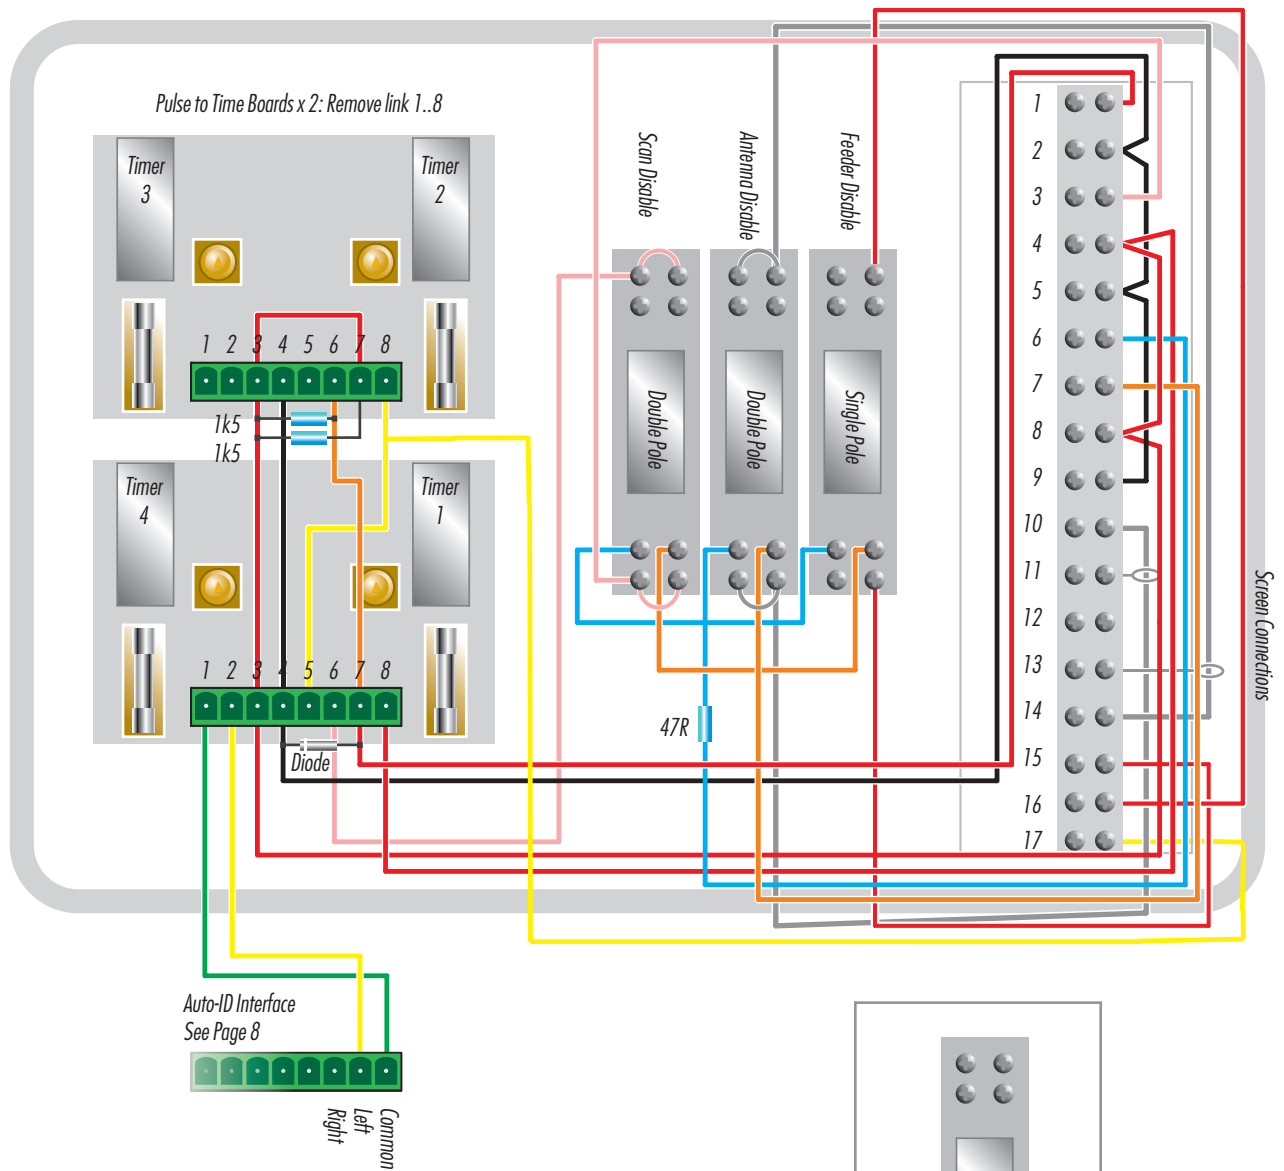 Pulse to Time Boards x 2: Remove link 1..8
Timer
3
Timer
2
1 2 3 4 5 6 7 8
1k5
1k5
Timer
4
Timer
1
1 2 3 4 5 6 7 8
Diode
Scan Disable
Antenna Disable
Feeder Disable
Double Pole
Double Pole
Single Pole
47R
1
2
3
4
5
6
7
8
9
10
11
12
13
14
15
16
17
Screen Connections
Auto-ID Interface
See Page 8
Right
Left
Common